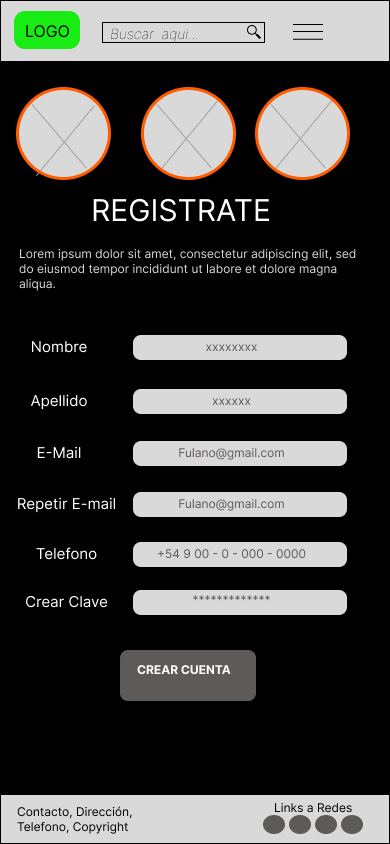 LOGO
Buscar aqui...
REGISTRATE
Lorem ipsum dolor sit amet, consectetur adipiscing elit, sed
do eiusmod tempor incididunt ut labore et dolore magna
aliqua.
Nombre
xxxxxxxx
Apellido
xxxxxx
E-Mail
Fulano@gmail.com
Repetir E-mail
Fulano@gmail.com
Telefono
+54 9 00 - 0 - 000 - 0000
Crear Clave
*************
CREAR CUENTA
Contacto, Dirección,
Telefono, Copyright
Links a Redes